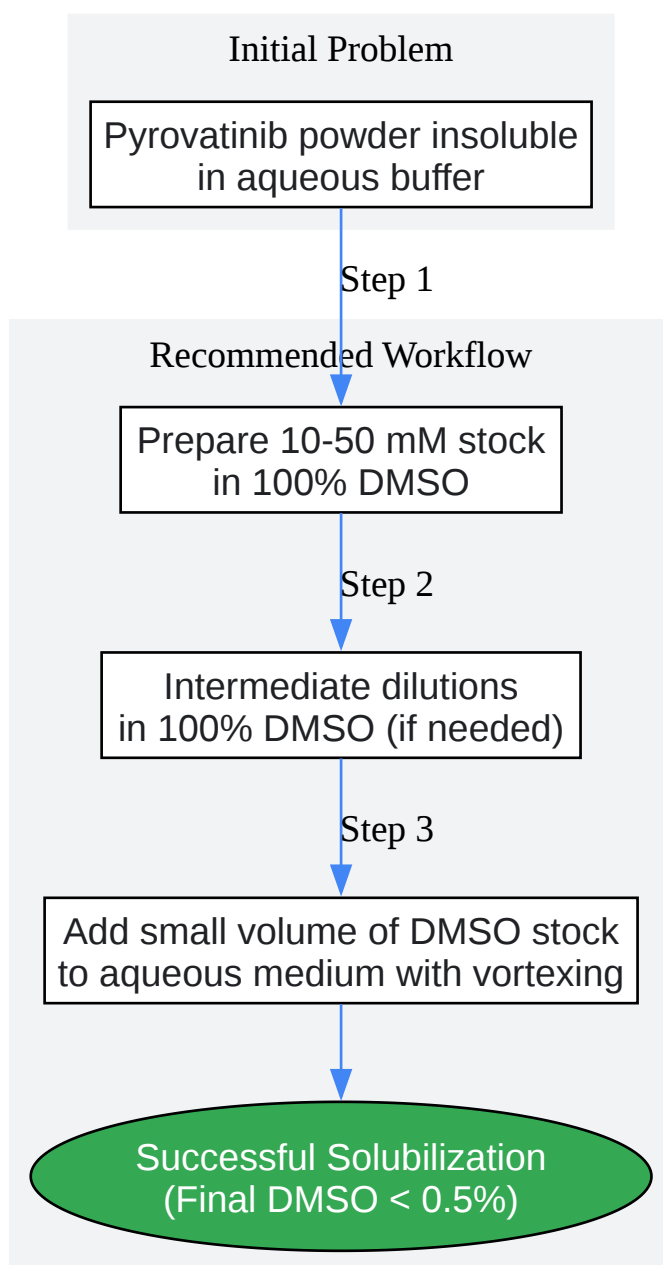 Initial Problem
Pyrovatinib powder insoluble
in aqueous buffer
Step 1
Recommended Workflow
Prepare 10-50 mM stock
in 100% DMSO
Step 2
Intermediate dilutions
in 100% DMSO (if needed)
Step 3
Add small volume of DMSO stock
to aqueous medium with vortexing
Successful Solubilization
(Final DMSO < 0.5%)